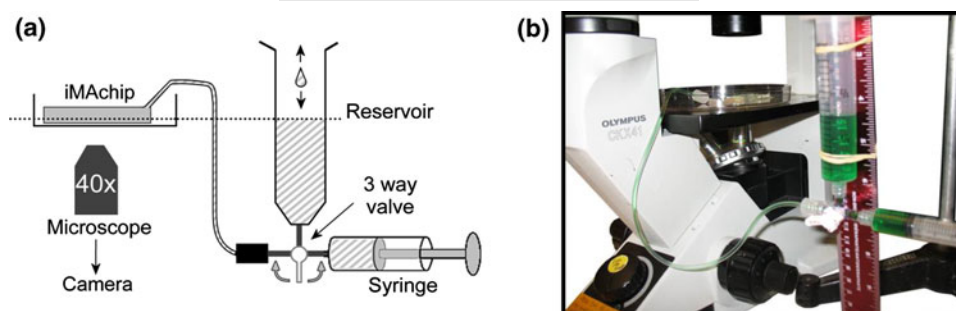 (a)
iMAchip
Reservoir
40x
Microscope
Camera
3 way
valve
Syringe
(b)
OLYMPUS
CKX41